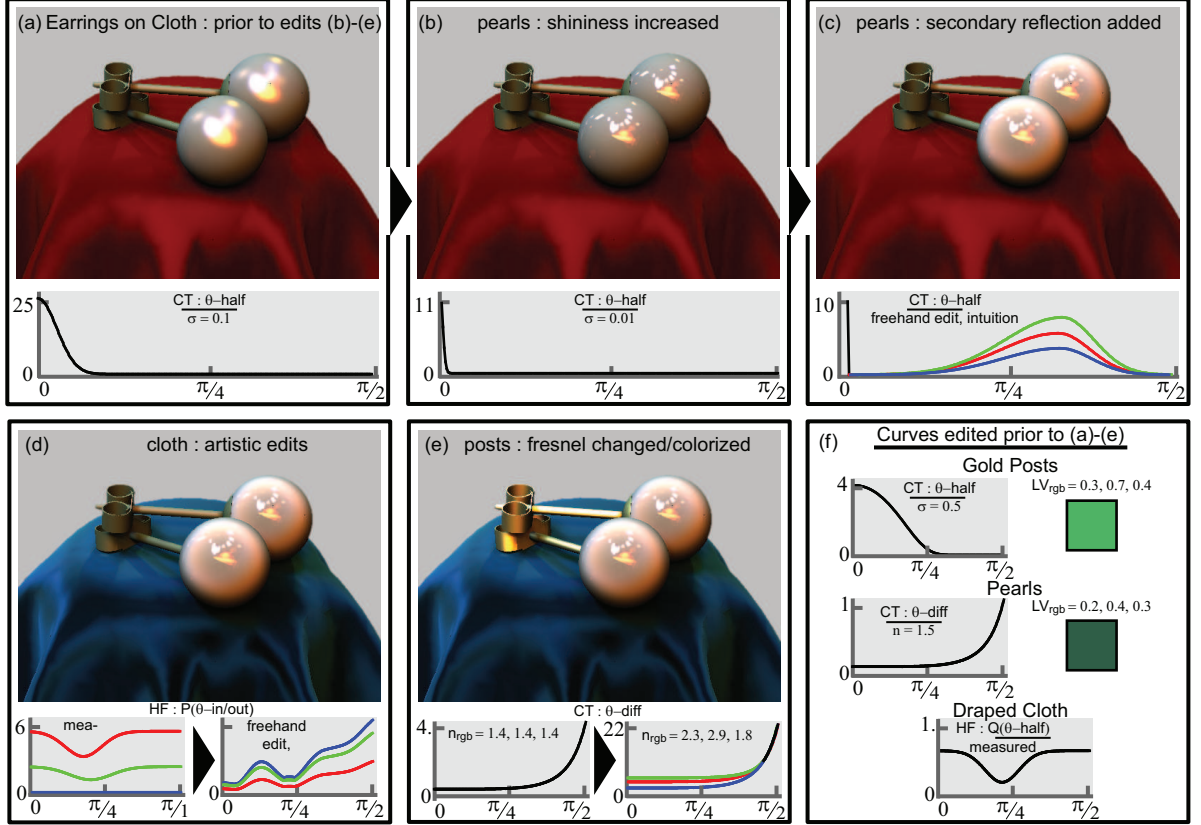 (a) Earrings on Cloth : prior to edits (b)-(e)
25
0
CT : θ–half
σ = 0.1
0
π/4
π/2
(b) pearls : shininess increased
11
0
CT : θ–half
σ = 0.01
0
π/4
π/2
(c) pearls : secondary reflection added
10
0
CT : θ–half
freehand edit, intuition
0
π/4
π/2
(d) cloth : artistic edits
HF : P(θ–in/out)
6
0
mea-
0
π/4
π/1
freehand
edit,
0
π/4
π/2
(e) posts : fresnel changed/colorized
CT : θ–diff
4.
0
nrgb = 1.4, 1.4, 1.4
0
π/4
π/2
22
0
nrgb = 2.3, 2.9, 1.8
0
π/4
π/2
(f) Curves edited prior to (a)-(e)
Gold Posts
4
0
CT : θ–half
σ = 0.5
0
π/4
π/2
LVrgb = 0.3, 0.7, 0.4
Pearls
1
0
CT : θ–diff
n = 1.5
0
π/4
π/2
LVrgb = 0.2, 0.4, 0.3
Draped Cloth
1
0
HF : Q(θ–half)
measured
0
π/4
π/2